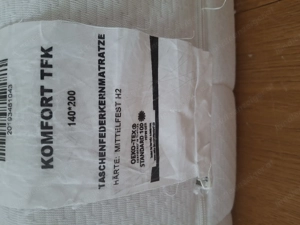 KOMFORT TFK
140*200
TASCHENFEDERKERNMATRATZE
HÄRTE: MITTELFEST H2
OEKO-TEX®
STANDARD 100